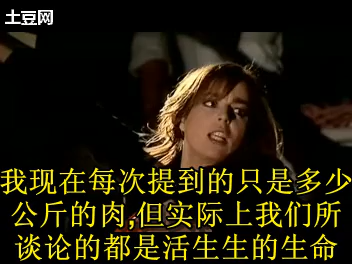 土豆网
我现在每次提到的只是多少
公斤的肉,但实际上我们所
谈论的都是活生生的生命